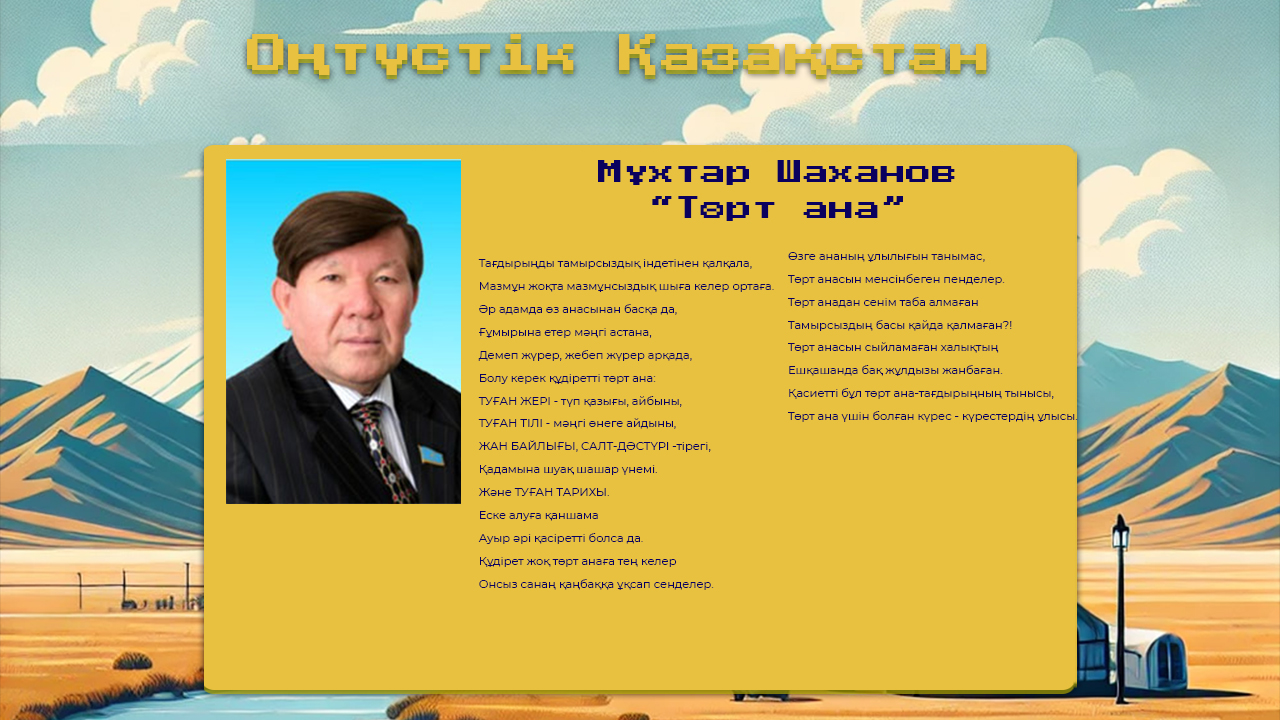 Оңтүстік Қазақстан
Мұхтар Шаханов
“Төрт ана”
Тағдырыңды тамырсыздық індетінен қалқала,
Мазмұн жоқта мазмұнсыздық шыға келер ортаға.
Әр адамда өз анасынан басқа да,
Ғұмырына етер мәңгі астана,
Демеп жүрер, жебеп жүрер арқада,
Болу керек құдіретті төрт ана:
ТУҒАН ЖЕРІ - түп қазығы, айбыны,
ТУҒАН ТІЛІ - мәңгі өнеге айдыны,
ЖАН БАЙЛЫҒЫ, САЛТ-ДӘСТҮРІ -тірегі,
Қадамына шуақ шашар үнемі.
Және ТУҒАН ТАРИХЫ.
Еске алуға қаншама
Ауыр әрі қасіретті болса да.
Құдірет жоқ төрт анаға тең келер
Онсыз санаң қаңбаққа ұқсап сенделер.
Өзге ананың ұлылығын танымас,
Төрт анасын менсінбеген пенделер.
Төрт анадан сенім таба алмаған
Тамырсыздың басы қайда қалмаған?!
Төрт анасын сыйламаған халықтың
Ешқашанда бақ жұлдызы жанбаған.
Қасиетті бұл төрт ана-тағдырыңның тынысы,
Төрт ана үшін болған күрес - күрестердің ұлысы.